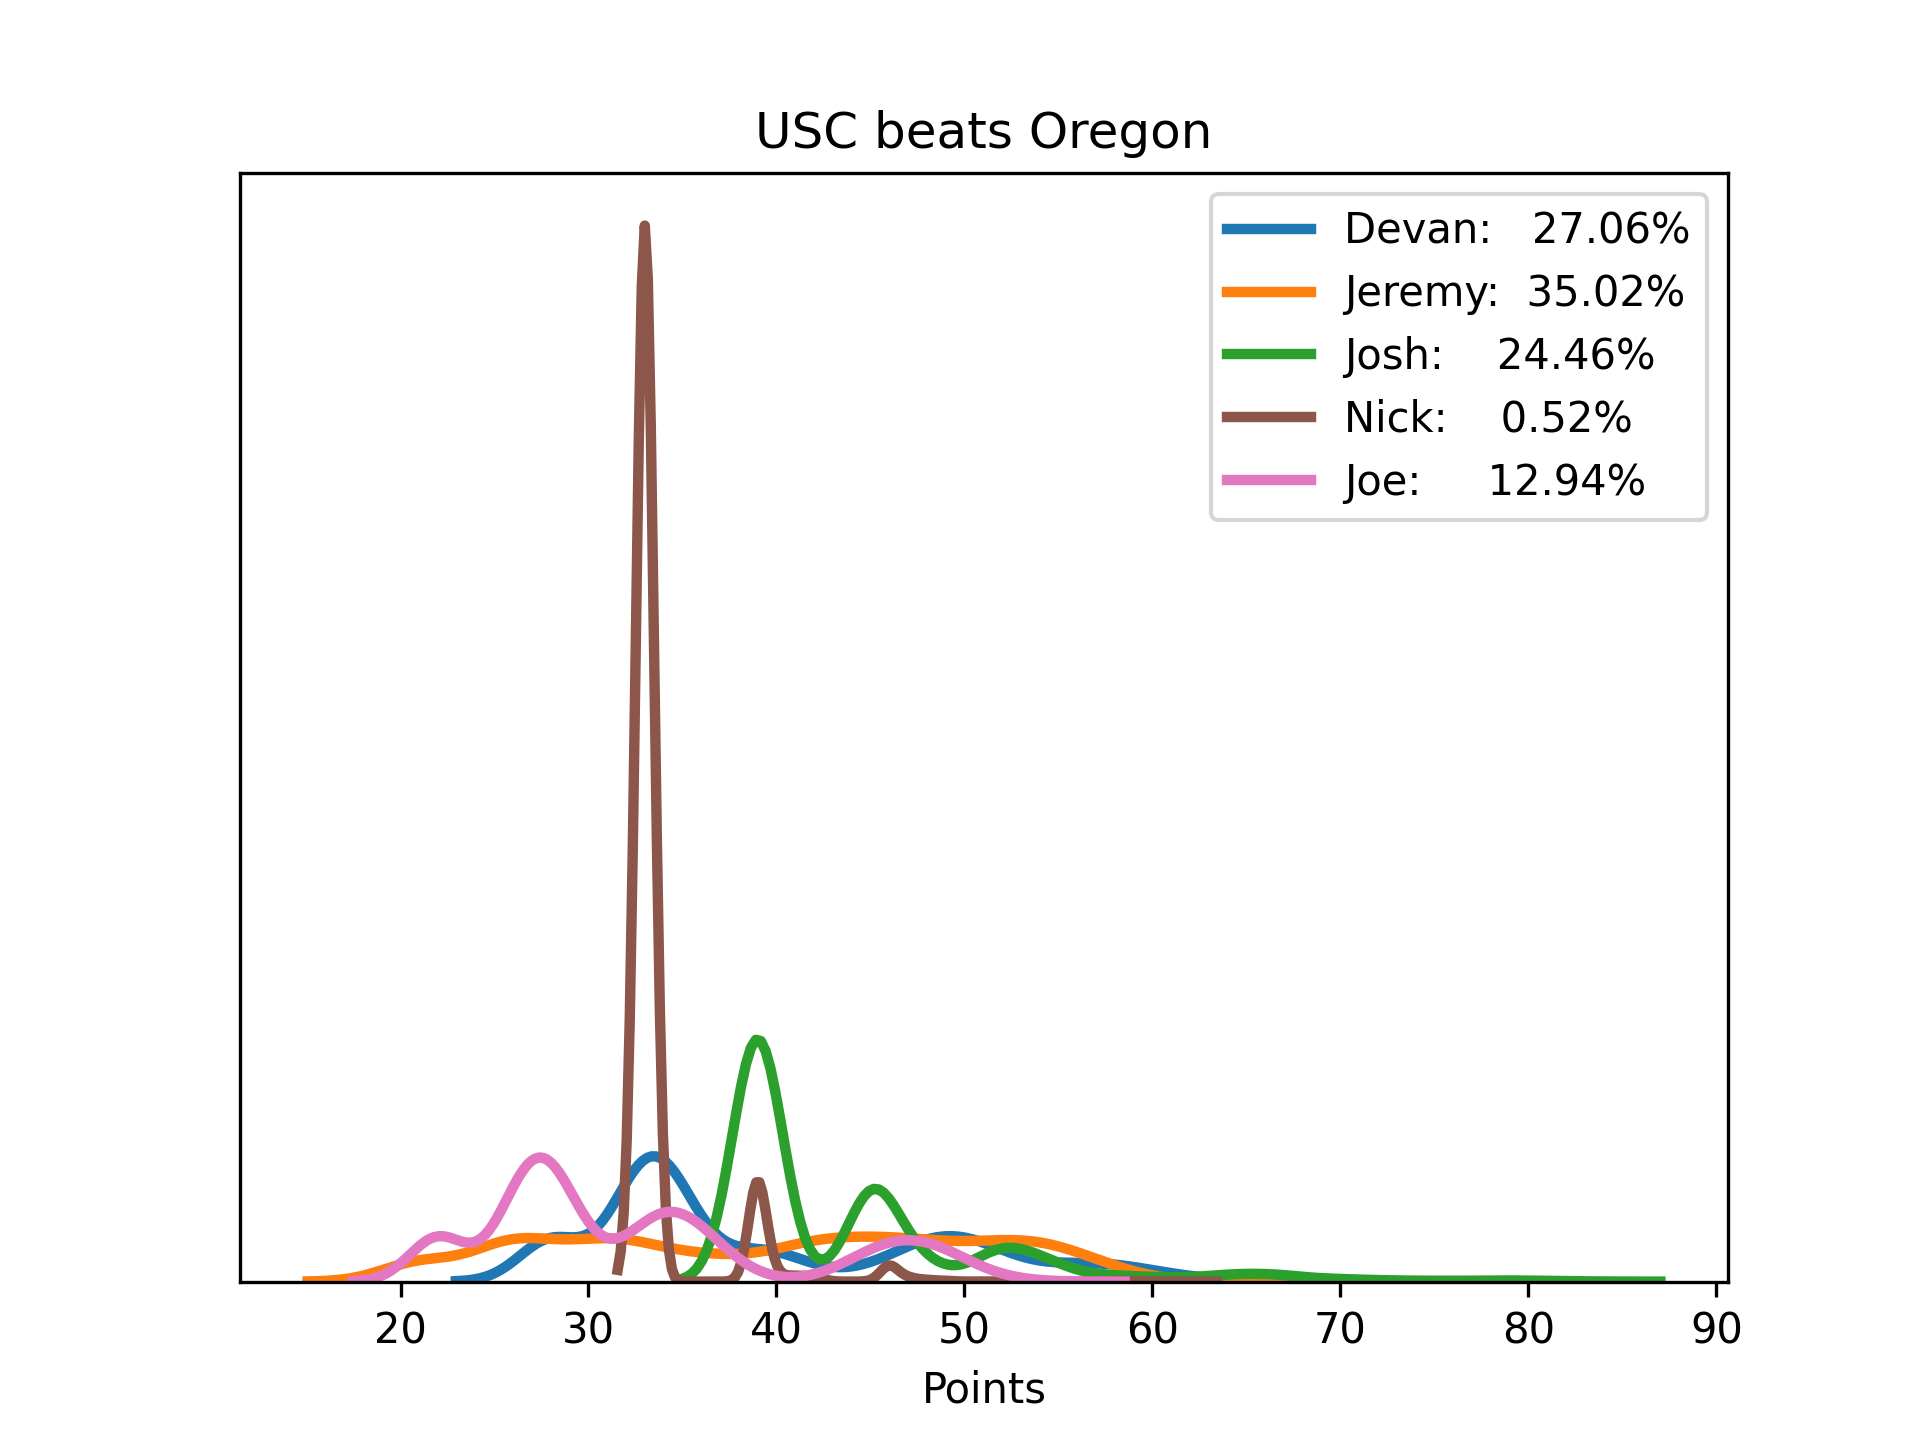 USC beats Oregon
Devan: 27.06%
Jeremy: 35.02%
Josh: 24.46%
Nick: 0.52%
Joe: 12.94%
20 30 40 50 60 70 80 90
Points